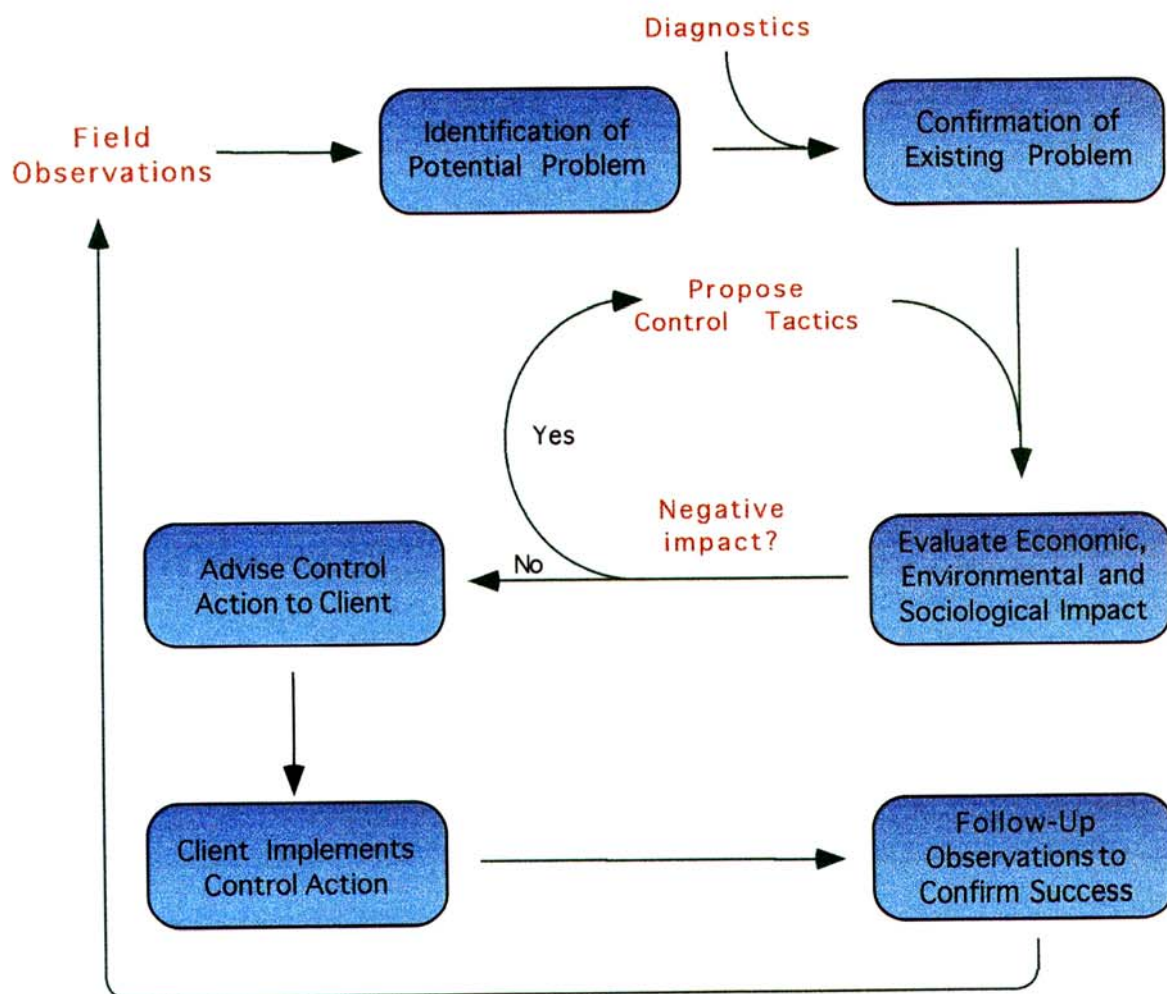 Diagnostics
Field
Observations
Identification of
Potential Problem
Confirmation of
Existing Problem
Propose
Control Tactics
Yes
Negative
impact?
No
Advise Control
Action to Client
Evaluate Economic,
Environmental and
Sociological Impact
Client Implements
Control Action
Follow-Up
Observations to
Confirm Success